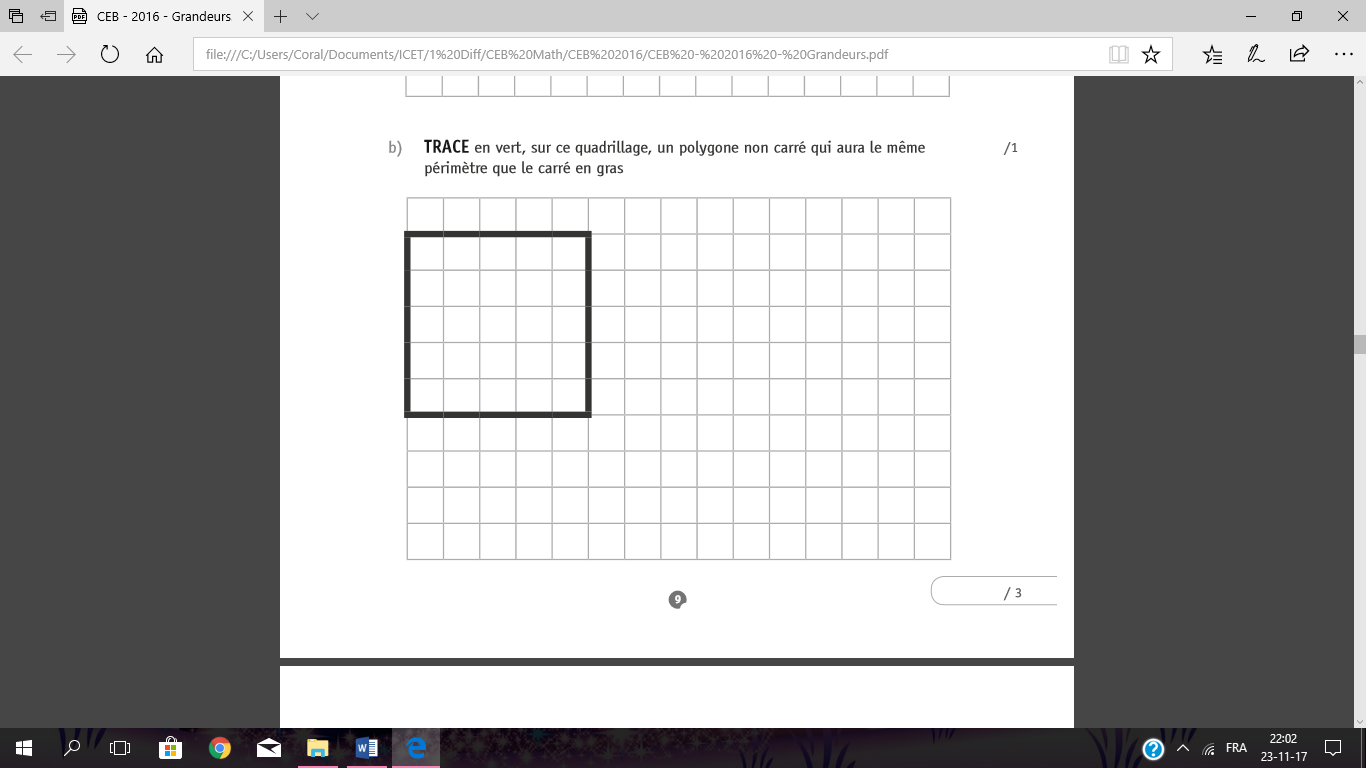 CEB - 2016 - Grandeurs
file:///C:/Users/Coral/Documents/ICET/1%20Diff/CEB%20Math/CEB%202016/CEB%20-%202016%20-%20Grandeurs.pdf
b) TRACE en vert, sur ce quadrillage, un polygone non carré qui aura le même /1
périmètre que le carré en gras
9
/ 3
FRA
22:02
23-11-17